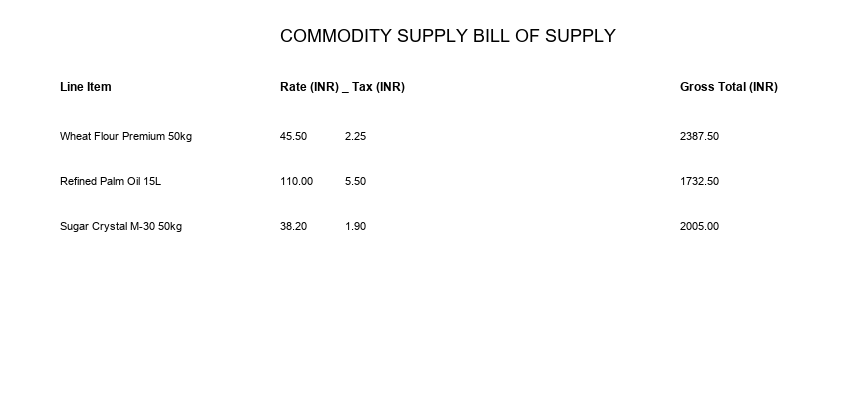 COMMODITY SUPPLY BILL OF SUPPLY
Line Item Rate (INR) _ Tax (INR) Gross Total (INR)
Wheat Flour Premium 50kg 45.50 2.25 2387.50
Refined Palm Oil 15L 110.00 5.50 1732.50
Sugar Crystal M-30 50kg 38.20 1.90 2005.00